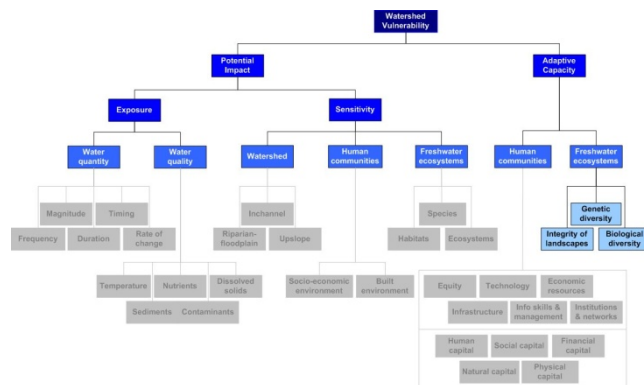 Watershed
Vulnerability
Potential
Impact
Adaptive
Capacity
Exposure
Sensitivity
Water
quantity
Water
quality
Watershed
Human
communities
Freshwater
ecosystems
Human
communities
Freshwater
ecosystems
Magnitude
Timing
Frequency
Duration
Rate of
change
Inchannel
Riparian-
floodplain
Upslope
Species
Habitats
Ecosystems
Genetic
diversity
Integrity of
landscapes
Biological
diversity
Temperature
Nutrients
Dissolved
solids
Sediments
Contaminants
Socio-economic
environment
Built
environment
Equity
Technology
Economic
resources
Infrastructure
Info skills &
management
Institutions
& networks
Human
capital
Social capital
Financial
capital
Natural capital
Physical
capital